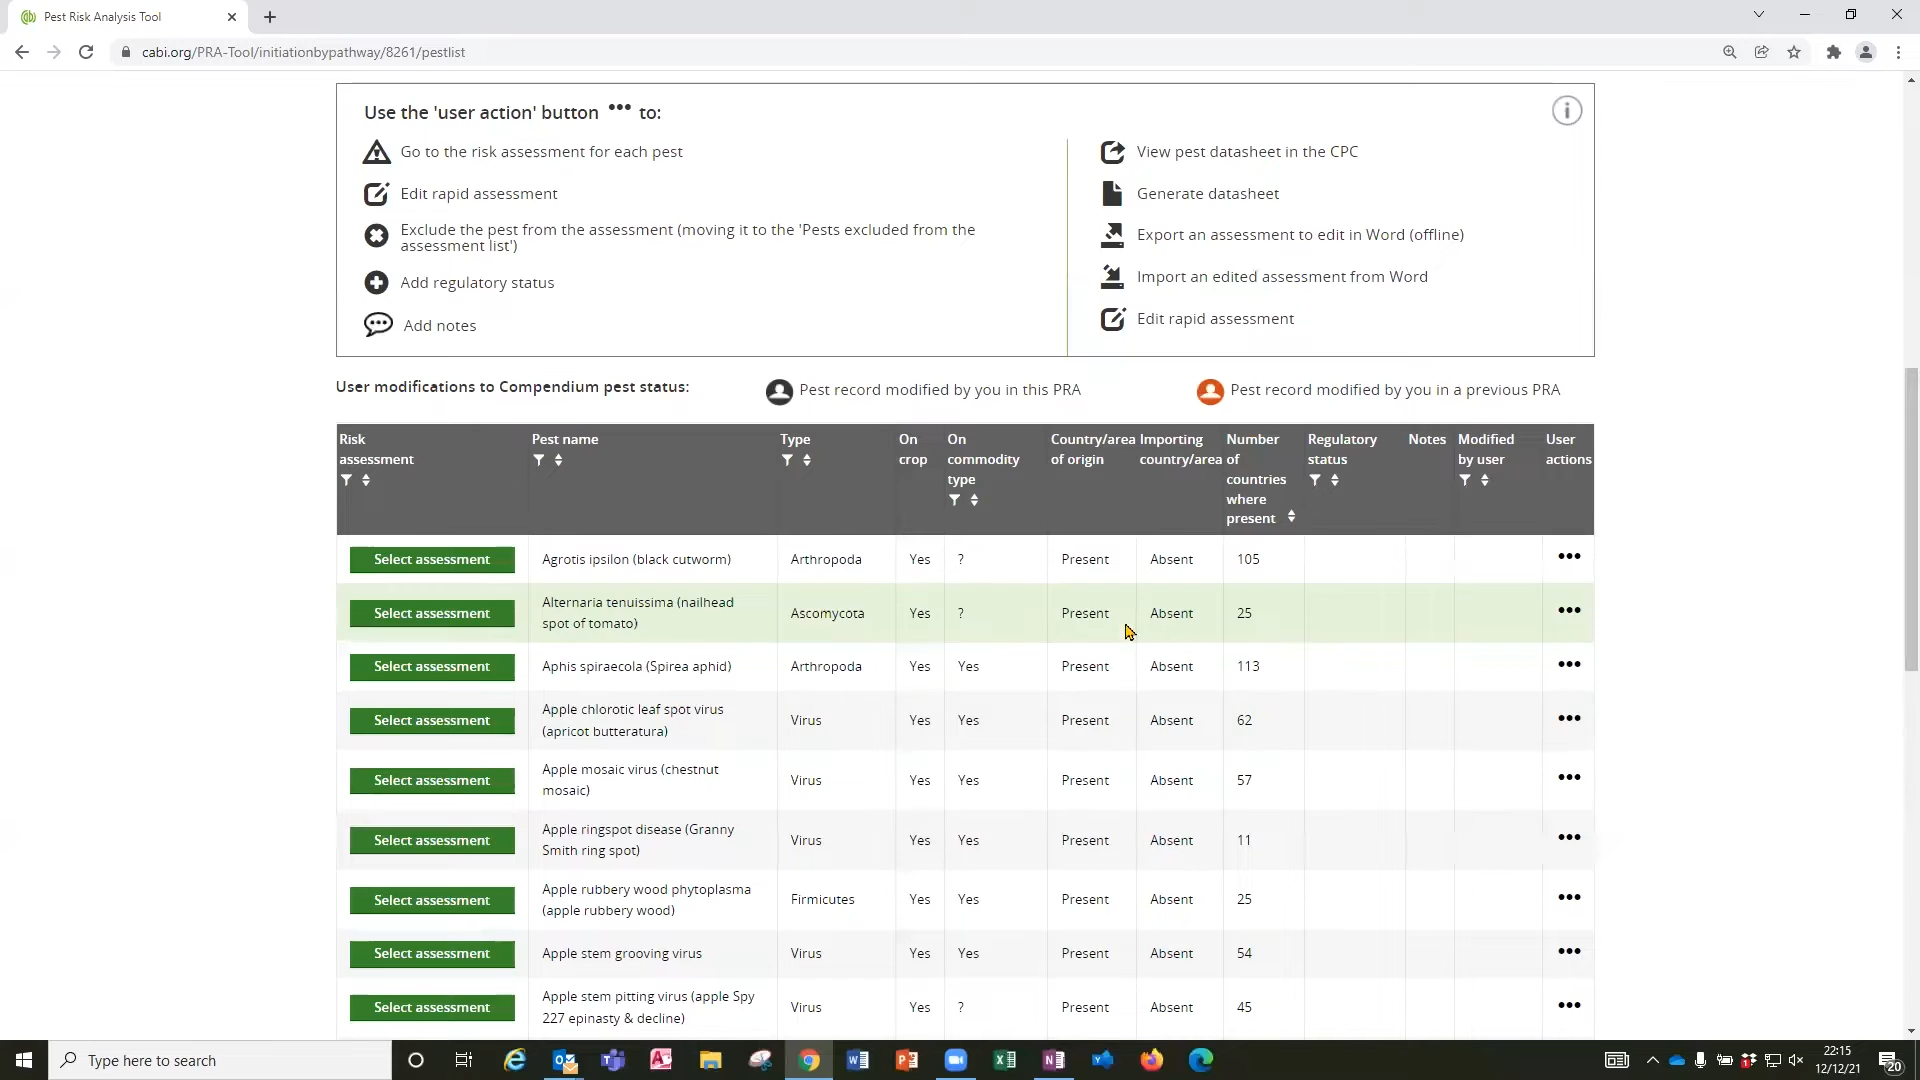 Pest Risk Analysis Tool
cabi.org/PRA-Tool/initiationbypathway/8261/pestlist
Use the 'user action' button ••• to:
Go to the risk assessment for each pest
Edit rapid assessment
Exclude the pest from the assessment (moving it to the 'Pests excluded from the
assessment list')
Add regulatory status
Add notes
View pest datasheet in the CPC
Generate datasheet
Export an assessment to edit in Word (offline)
Import an edited assessment from Word
Edit rapid assessment
User modifications to Compendium pest status: Pest record modified by you in this PRA Pest record modified by you in a previous PRA
Risk assessment Pest name Type On crop On commodity type Country/area of origin Importing country/area Number of countries where present Regulatory status Notes Modified by user User actions
Select assessment Agrotis ipsilon (black cutworm) Arthropoda Yes ? Present Absent 105 •••
Select assessment Alternaria tenuissima (nailhead spot of tomato) Ascomycota Yes ? Present Absent 25 •••
Select assessment Aphis spiraecola (Spirea aphid) Arthropoda Yes Yes Present Absent 113 •••
Select assessment Apple chlorotic leaf spot virus (apricot butteratura) Virus Yes Yes Present Absent 62 •••
Select assessment Apple mosaic virus (chestnut mosaic) Virus Yes Yes Present Absent 57 •••
Select assessment Apple ringspot disease (Granny Smith ring spot) Virus Yes Yes Present Absent 11 •••
Select assessment Apple rubbery wood phytoplasma (apple rubbery wood) Firmicutes Yes Yes Present Absent 25 •••
Select assessment Apple stem grooving virus Virus Yes Yes Present Absent 54 •••
Select assessment Apple stem pitting virus (apple Spy 227 epinasty & decline) Virus Yes ? Present Absent 45 •••
Type here to search
22:15
12/12/21
20